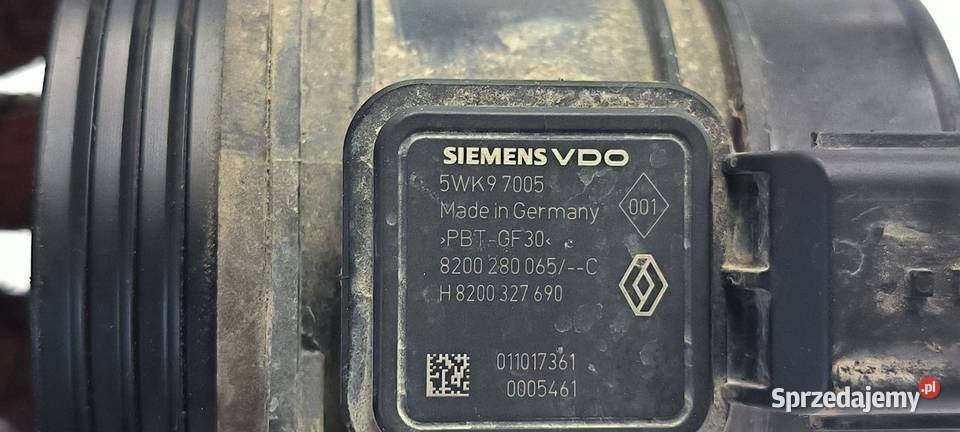 SIEMENS VDO
5WK9 7005
Made in Germany
001
>PBT-GF30<
8200 280 065/--C
H 8200 327 690
011017361
0005461
Sprzedajemy.pl